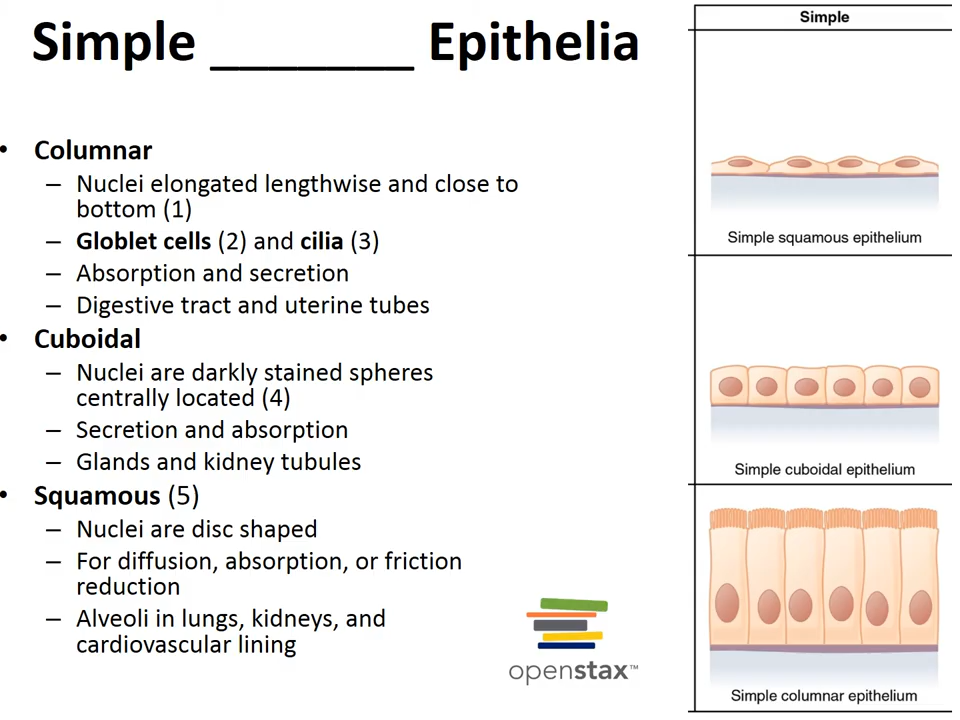 Simple _______ Epithelia
• Columnar
– Nuclei elongated lengthwise and close to
bottom (1)
– Globlet cells (2) and cilia (3)
– Absorption and secretion
– Digestive tract and uterine tubes
• Cuboidal
– Nuclei are darkly stained spheres
centrally located (4)
– Secretion and absorption
– Glands and kidney tubules
• Squamous (5)
– Nuclei are disc shaped
– For diffusion, absorption, or friction
reduction
– Alveoli in lungs, kidneys, and
cardiovascular lining
openstax™
Simple
Simple squamous epithelium
Simple cuboidal epithelium
Simple columnar epithelium